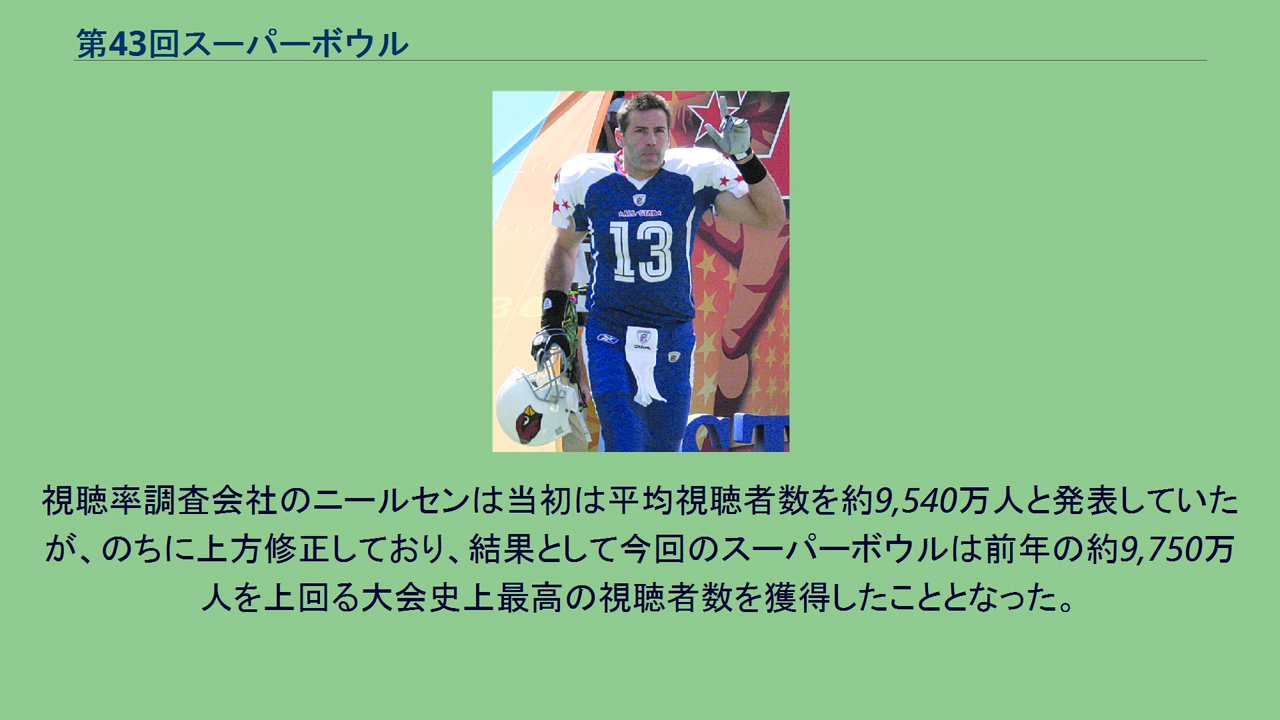 第43回スーパーボウル
ALL★STAR
13
視聴率調査会社のニールセンは当初は平均視聴者数を約9,540万人と発表していた
が、のちに上方修正しており、結果として今回のスーパーボウルは前年の約9,750万
人を上回る大会史上最高の視聴者数を獲得したこととなった。